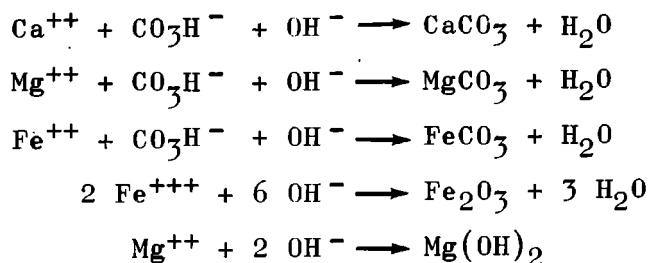 Ca⁺⁺ + CO₃H⁻ + OH⁻ ⟶ CaCO₃ + H₂O
Mg⁺⁺ + CO₃H⁻ + OH⁻ ⟶ MgCO₃ + H₂O
Fe⁺⁺ + CO₃H⁻ + OH⁻ ⟶ FeCO₃ + H₂O
2 Fe⁺⁺⁺ + 6 OH⁻ ⟶ Fe₂O₃ + 3 H₂O
Mg⁺⁺ + 2 OH⁻ ⟶ Mg(OH)₂